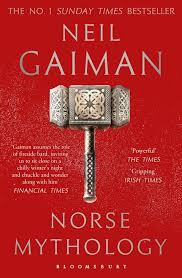 THE NO. 1 SUNDAY TIMES BESTSELLER
NEIL
GAIMAN
'Gaiman assumes the role
of fireside bard, inviting
us to sit close on a
chilly winter's night
and chuckle and wonder
along with him'
FINANCIAL TIMES
'Powerful'
THE TIMES
'Gripping'
IRISH TIMES
NORSE
MYTHOLOGY
BLOOMSBURY